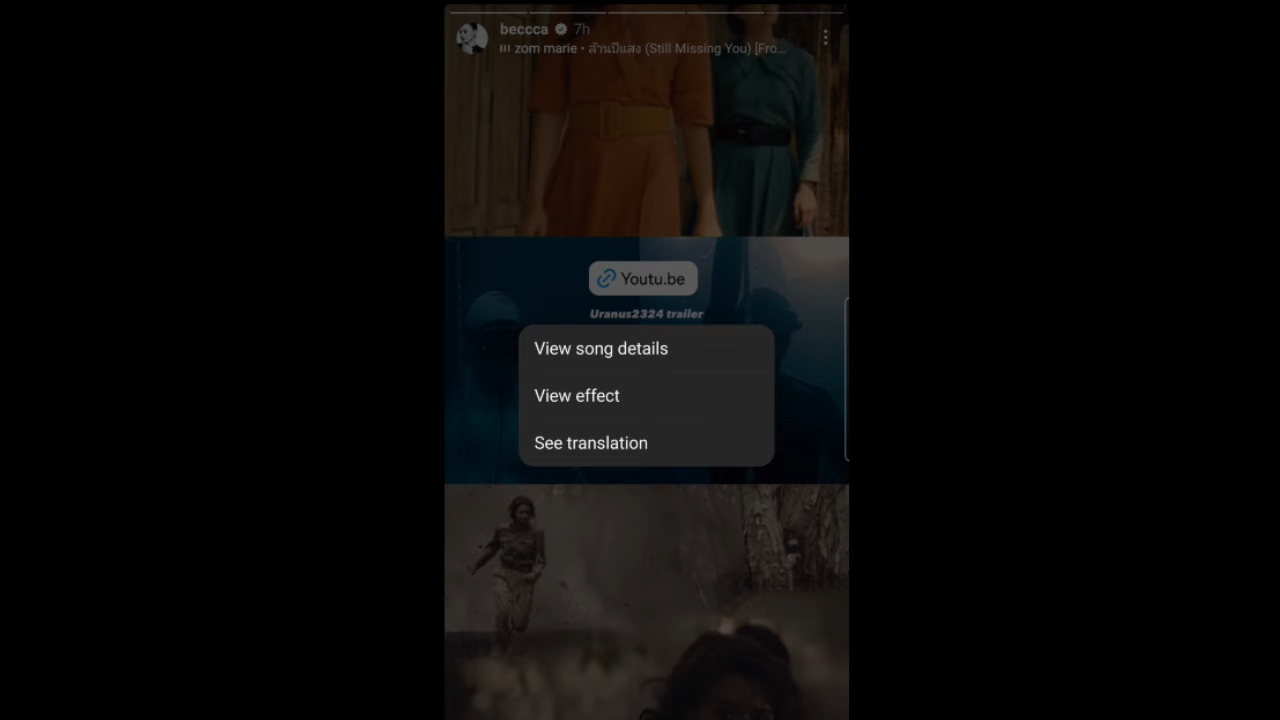 beccca 7h
zom marie • ล้านปีแสง (Still Missing You) [Fro...
Youtu.be
Uranus2324 trailer
View song details
View effect
See translation